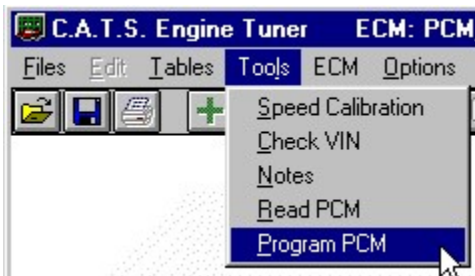 C.A.T.S. Engine Tuner ECM: PCM
Files Edit Tables Tools ECM Options
Speed Calibration
Check VIN
Notes
Read PCM
Program PCM